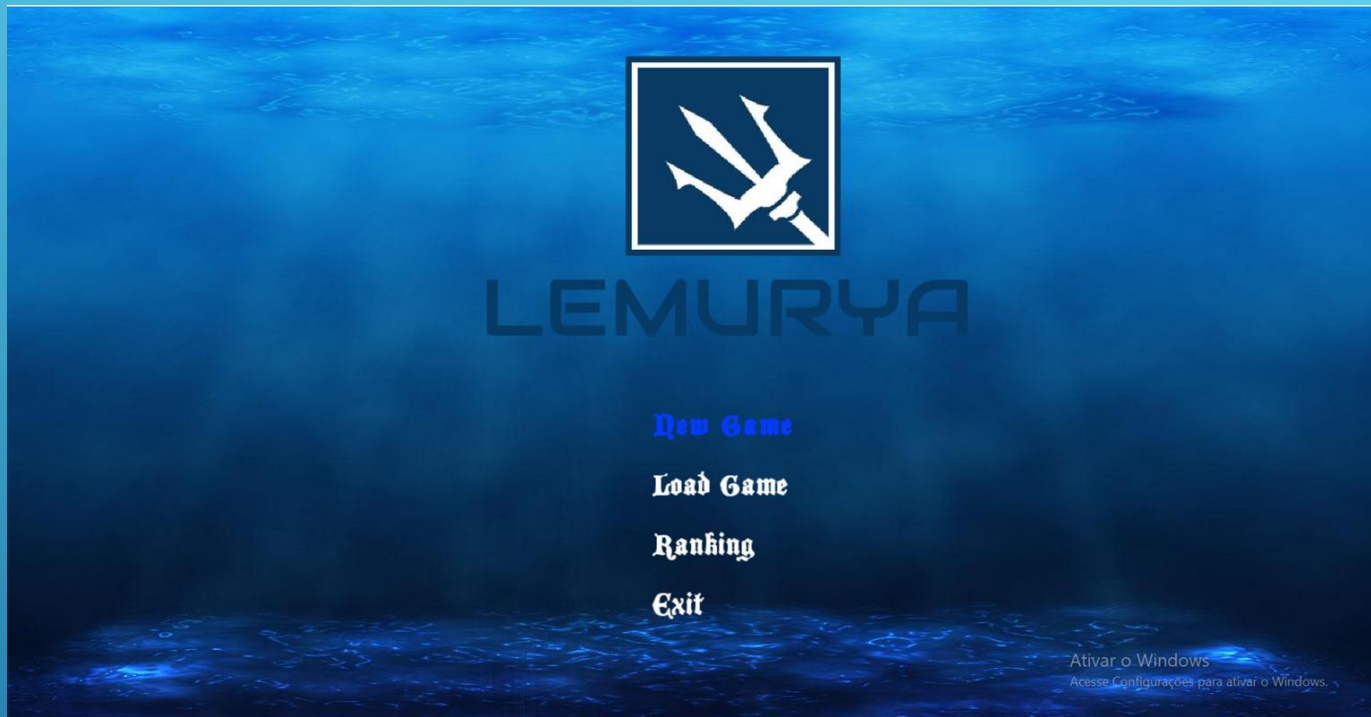 LEMURYA
New Game
Load Game
Ranking
Exit
Ativar o Windows
Acesse Configurações para ativar o Windows.